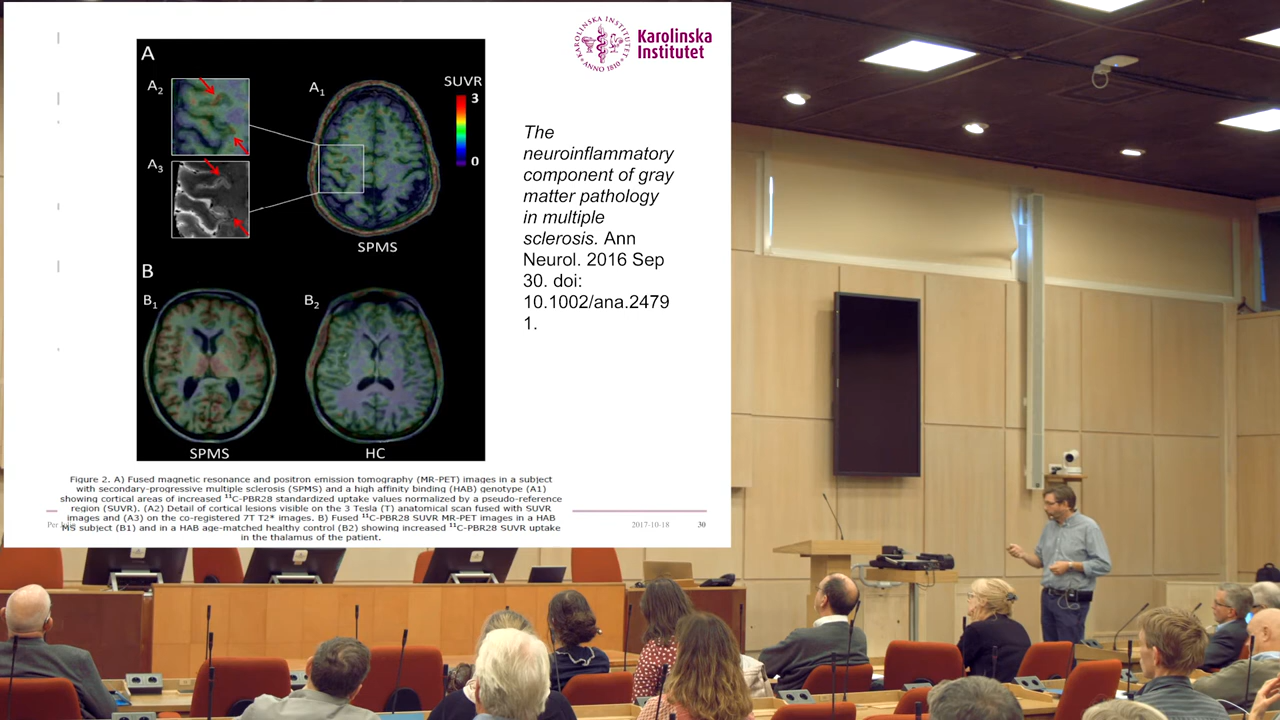 Karolinska
Institutet
KAROLINSKA INSTITUTET
ANNO 1810
A
A2
A1
SUVR
3
0
A3
SPMS
B
B1
B2
SPMS
HC
The
neuroinflammatory
component of gray
matter pathology
in multiple
sclerosis. Ann
Neurol. 2016 Sep
30. doi:
10.1002/ana.2479
1.
Figure 2. A) Fused magnetic resonance and positron emission tomography (MR-PET) images in a subject
with secondary-progressive multiple sclerosis (SPMS) and a high affinity binding (HAB) genotype (A1)
showing cortical areas of increased 11C-PBR28 standardized uptake values normalized by a pseudo-reference
region (SUVR). (A2) Detail of cortical lesions visible on the 3 Tesla (T) anatomical scan fused with SUVR
images and (A3) on the co-registered 7T T2* images. B) Fused 11C-PBR28 SUVR MR-PET images in a HAB
MS subject (B1) and in a HAB age-matched healthy control (B2) showing increased 11C-PBR28 SUVR uptake
in the thalamus of the patient.
2017-10-18
30